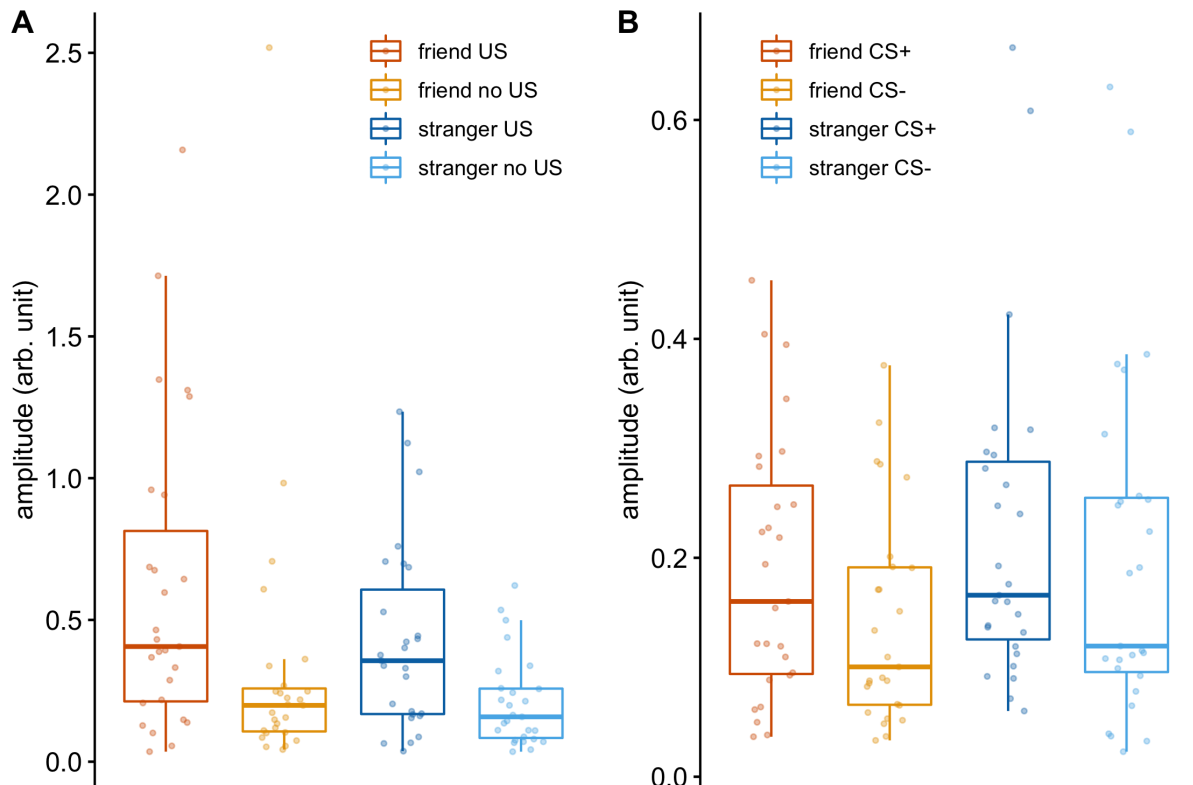 A
amplitude (arb. unit)
2.5
2.0
1.5
1.0
0.5
0.0
friend US
friend no US
stranger US
stranger no US
B
amplitude (arb. unit)
0.6
0.4
0.2
0.0
friend CS+
friend CS-
stranger CS+
stranger CS-